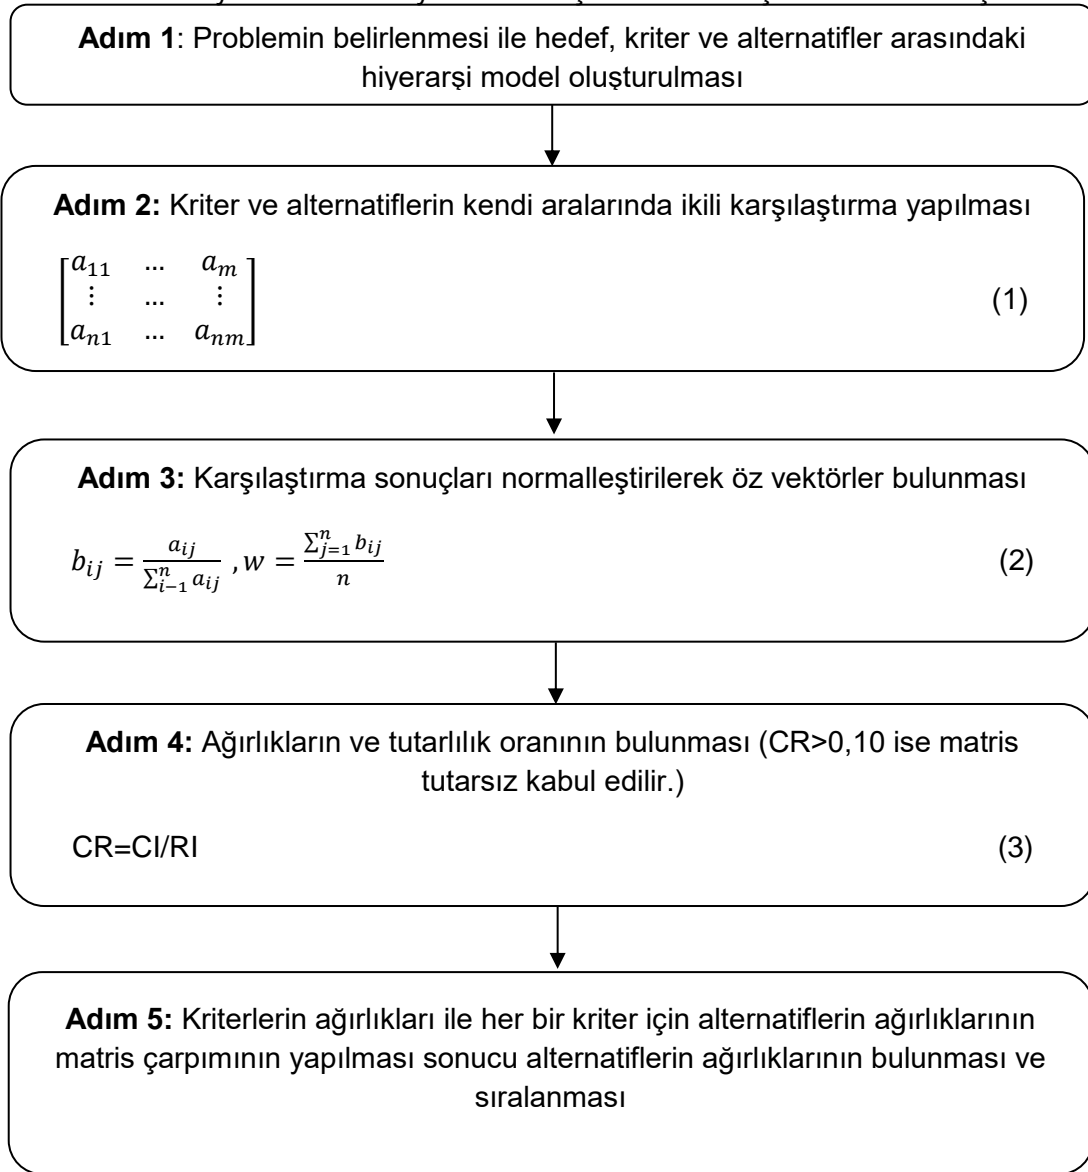 Adım 1: Problemin belirlenmesi ile hedef, kriter ve alternatifler arasındaki
hiyerarşi model oluşturulması
Adım 2: Kriter ve alternatiflerin kendi aralarında ikili karşılaştırma yapılması
[a₁₁ … aₘ
⋮ … ⋮
aₙ₁ … aₙₘ] (1)
Adım 3: Karşılaştırma sonuçları normalleştirilerek öz vektörler bulunması
bᵢⱼ = aᵢⱼ / ∑ⁿᵢ₋₁ aᵢⱼ , w = ∑ⁿⱼ₌₁ bᵢⱼ / n (2)
Adım 4: Ağırlıkların ve tutarlılık oranının bulunması (CR>0,10 ise matris
tutarsız kabul edilir.)
CR=CI/RI (3)
Adım 5: Kriterlerin ağırlıkları ile her bir kriter için alternatiflerin ağırlıklarının
matris çarpımının yapılması sonucu alternatiflerin ağırlıklarının bulunması ve
sıralanması